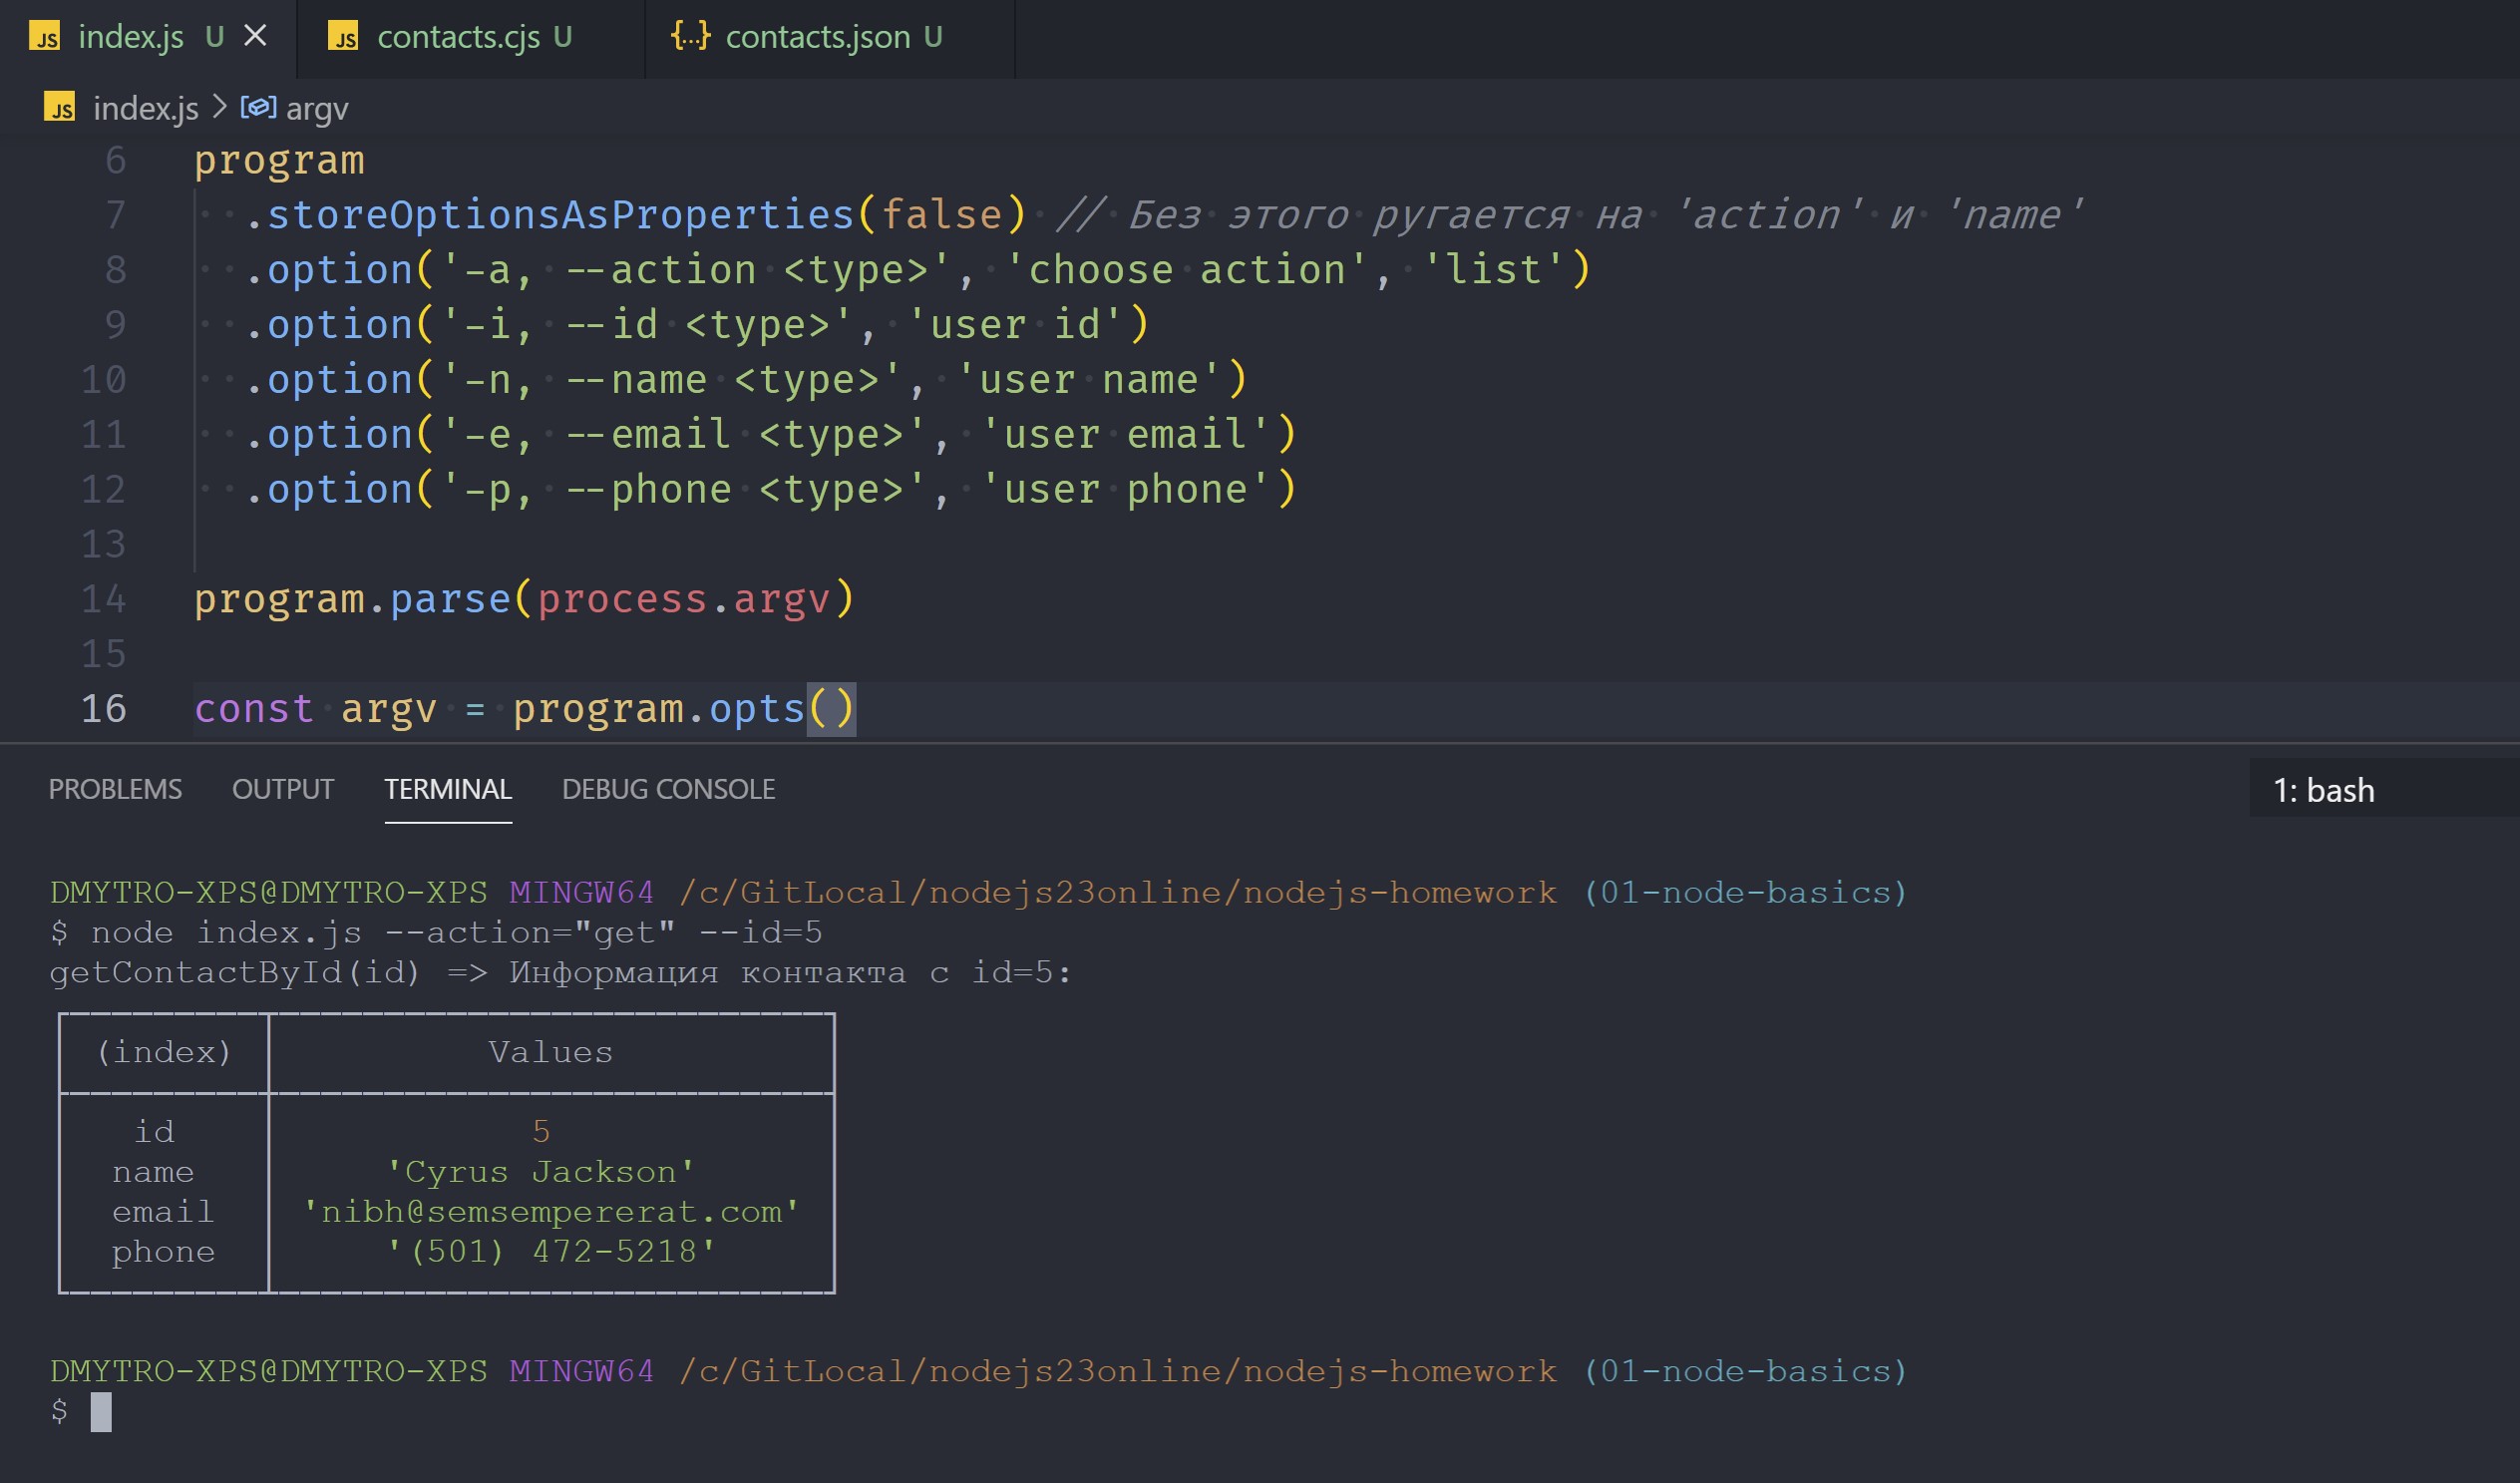 JS index.js U JS contacts.cjs U {...} contacts.json U
JS index.js > argv
6 program
7 .storeOptionsAsProperties(false) // Без этого ругается на 'action' и 'name'
8 .option('-a, --action <type>', 'choose action', 'list')
9 .option('-i, --id <type>', 'user id')
10 .option('-n, --name <type>', 'user name')
11 .option('-e, --email <type>', 'user email')
12 .option('-p, --phone <type>', 'user phone')
13
14 program.parse(process.argv)
15
16 const argv = program.opts()
PROBLEMS OUTPUT TERMINAL DEBUG CONSOLE 1: bash
DMYTRO-XPS@DMYTRO-XPS MINGW64 /c/GitLocal/nodejs23online/nodejs-homework (01-node-basics)
$ node index.js --action="get" --id=5
getContactById(id) => Информация контакта с id=5:
(index) Values
id 5
name 'Cyrus Jackson'
email 'nibh@semsempererat.com'
phone '(501) 472-5218'
DMYTRO-XPS@DMYTRO-XPS MINGW64 /c/GitLocal/nodejs23online/nodejs-homework (01-node-basics)
$